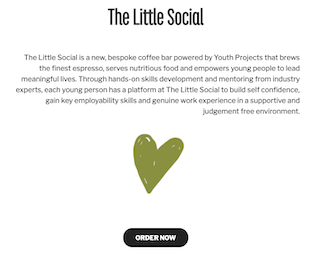 The Little Social
The Little Social is a new, bespoke coffee bar powered by Youth Projects that brews
the finest espresso, serves nutritious food and empowers young people to lead
meaningful lives. Through hands-on skills development and mentoring from industry
experts, each young person has a platform at The Little Social to build self confidence,
gain key employability skills and genuine work experience in a supportive and
judgement free environment.
ORDER NOW